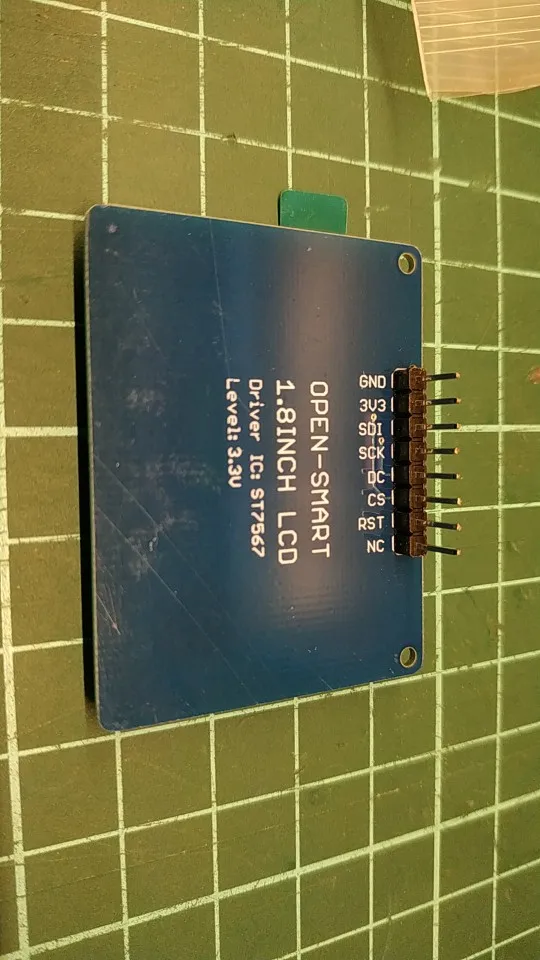 OPEN-SMART
1.8INCH LCD
Driver IC: ST7567
Level: 3.3V
GND
3V3
SDI
SCK
DC
CS
RST
NC